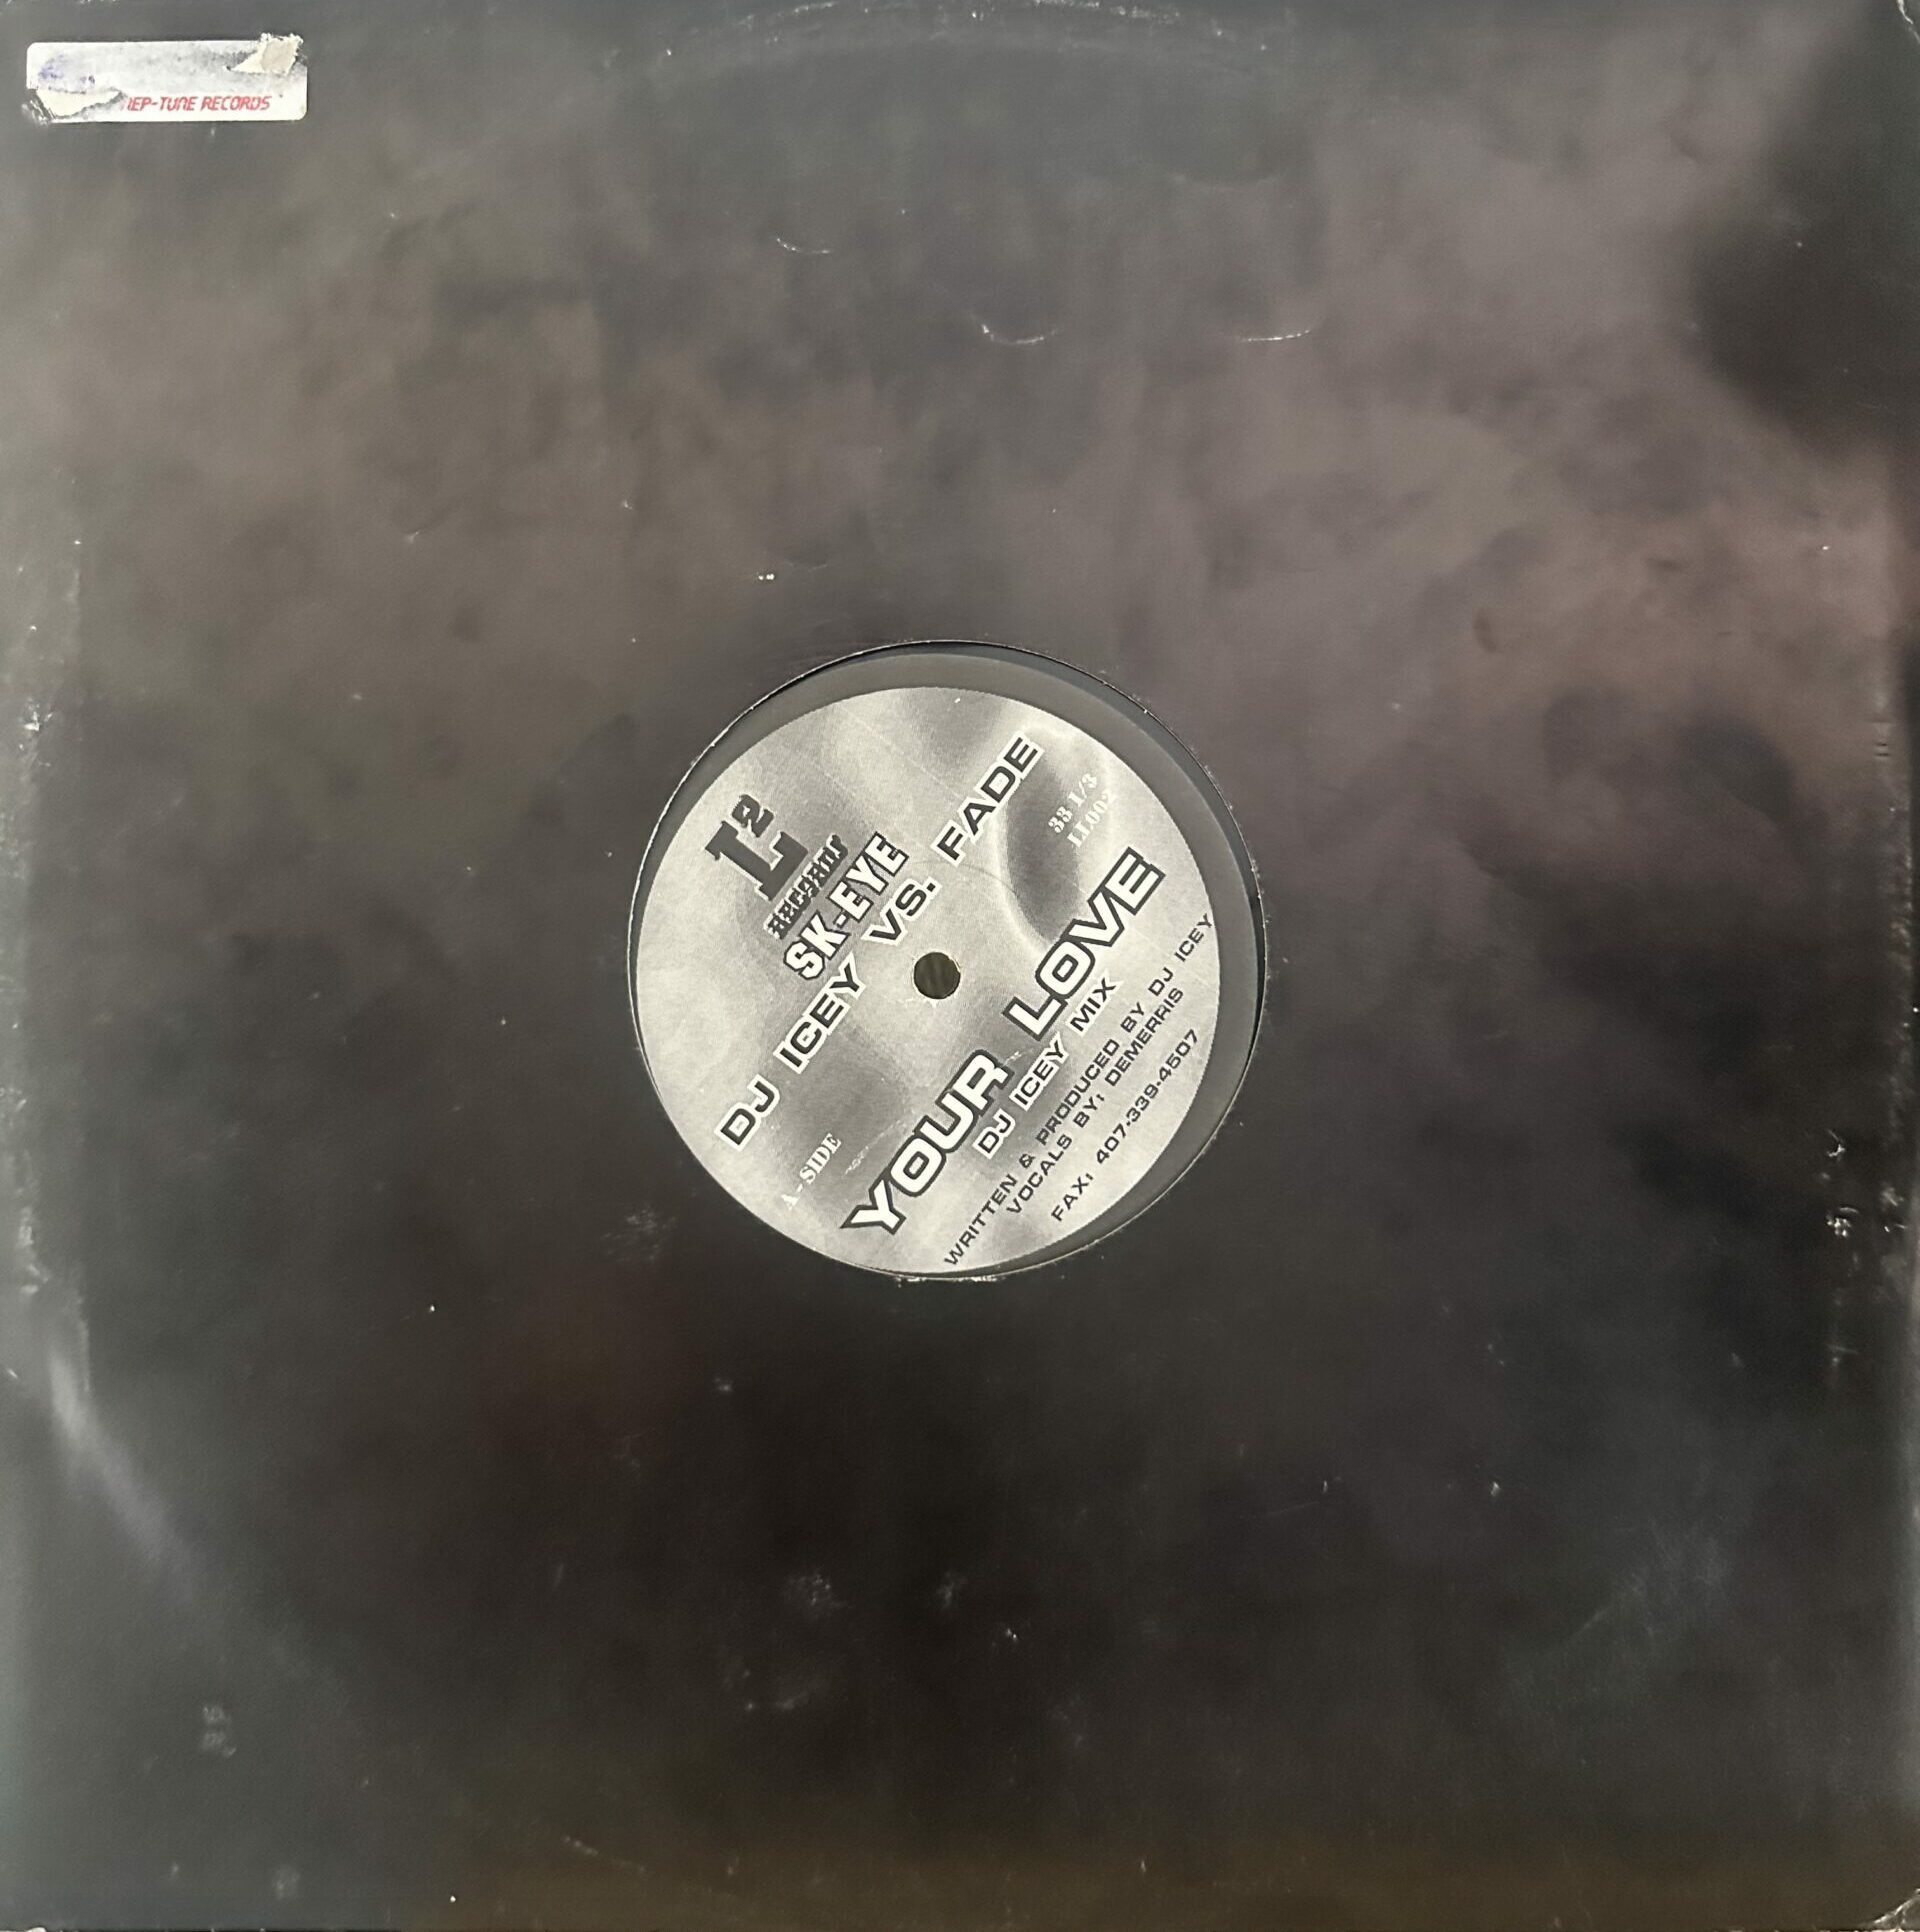 NEP-TUNE RECORDS
L2
RECORDS
SK-EYE
DJ ICEY VS. FADE
33 1/3
LL002
A-SIDE
YOUR LOVE
DJ ICEY MIX
WRITTEN & PRODUCED BY DJ ICEY
VOCALS BY: DEMERRIS
FAX: 407-339-4507